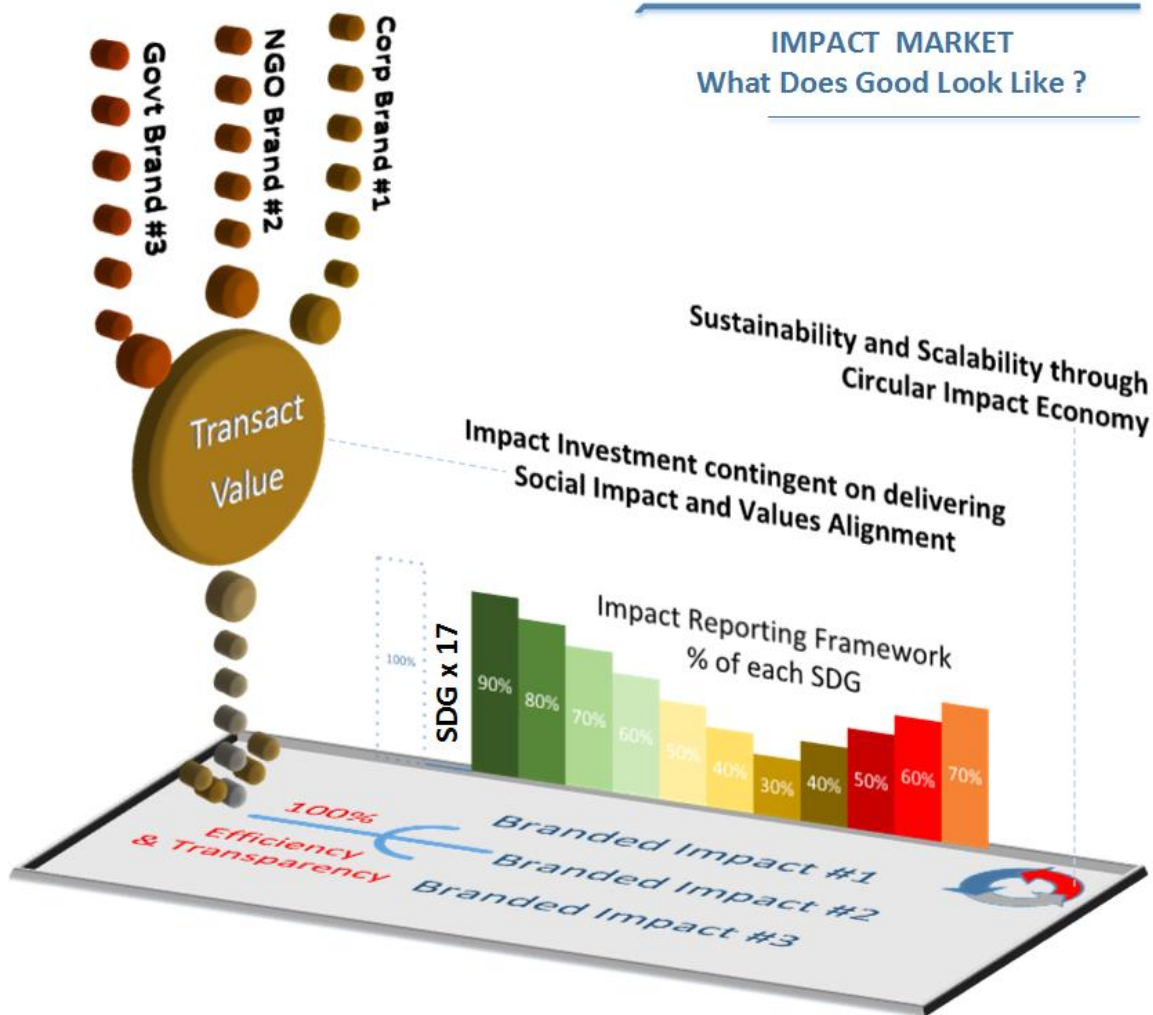 IMPACT MARKET
What Does Good Look Like ?
Govt Brand #3
NGO Brand #2
Corp Brand #1
Transact
Value
Sustainability and Scalability through
Circular Impact Economy
Impact Investment contingent on delivering
Social Impact and Values Alignment
Impact Reporting Framework
% of each SDG
100%
SDG x 17
90%
80%
70%
60%
50%
40%
30%
40%
50%
60%
70%
100%
Efficiency
& Transparency
Branded Impact #1
Branded Impact #2
Branded Impact #3